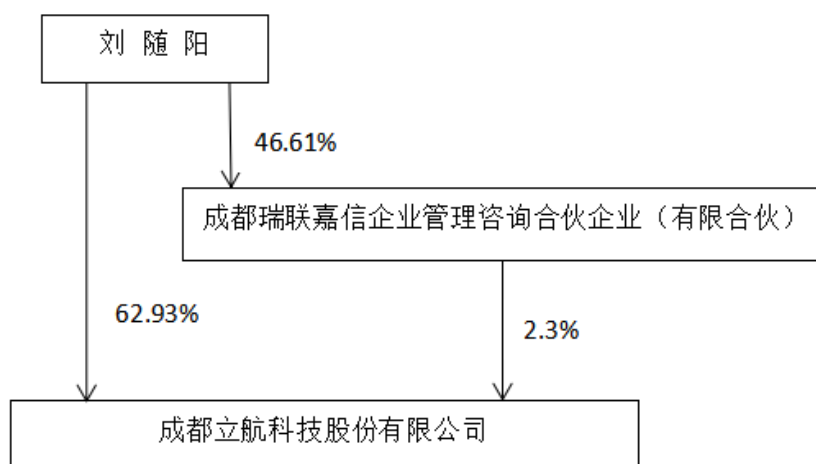 刘 随 阳
46.61%
成都瑞联嘉信企业管理咨询合伙企业（有限合伙）
62.93%
2.3%
成都立航科技股份有限公司